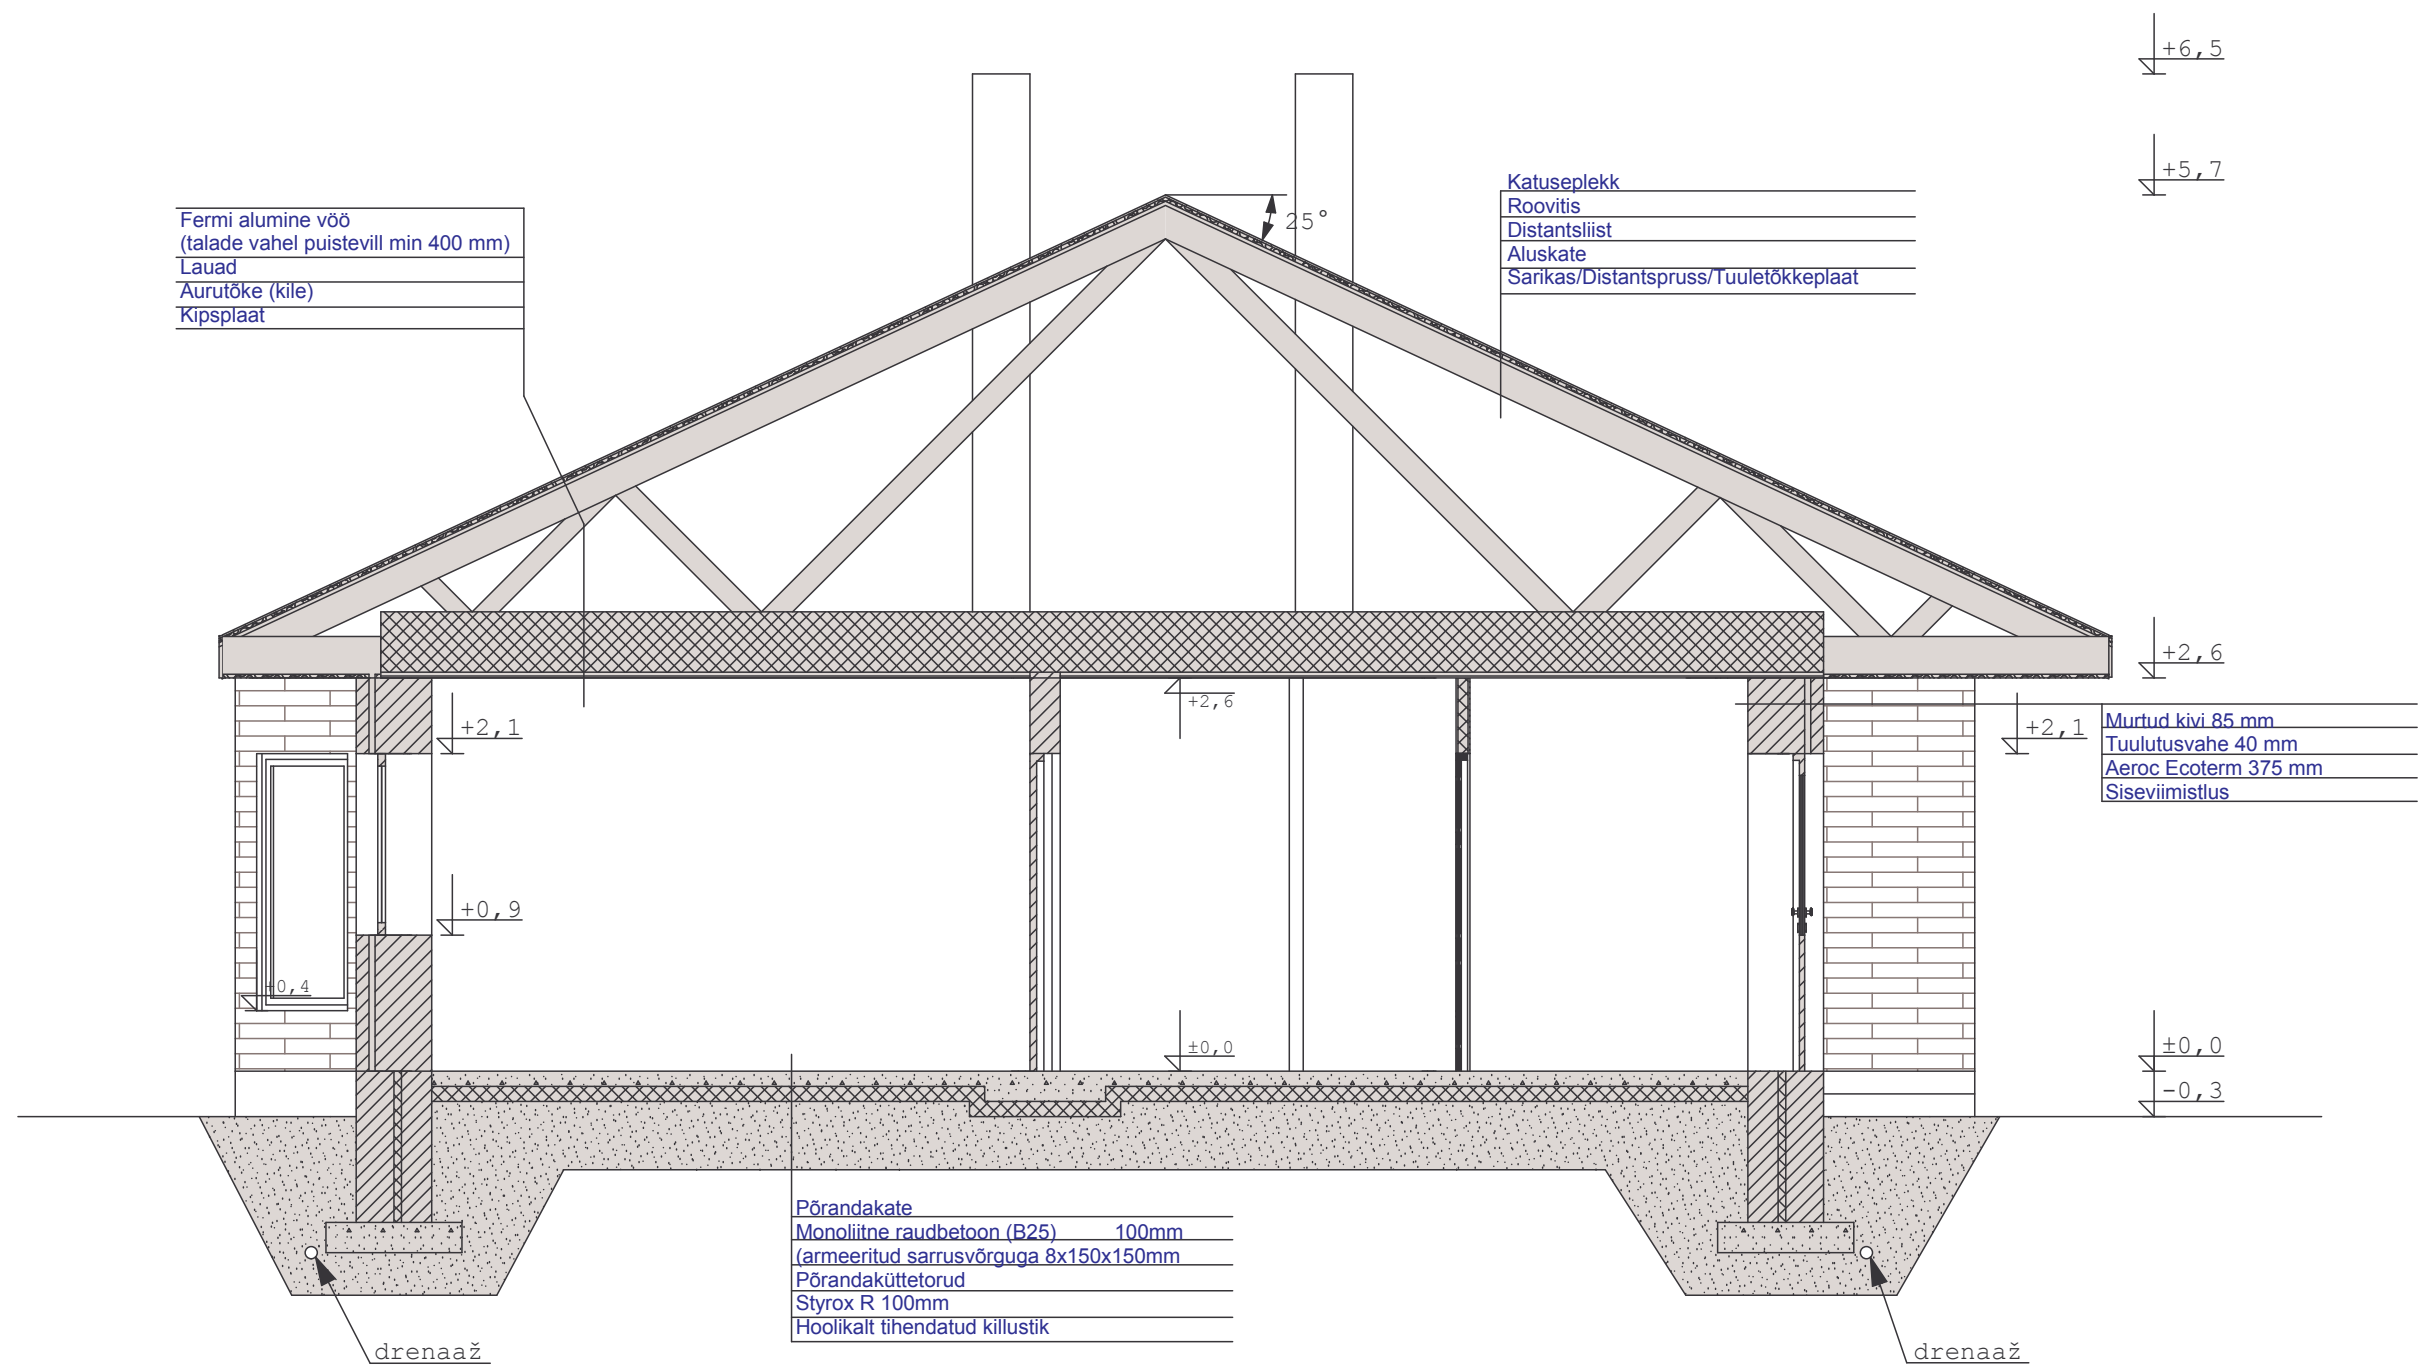 +6,5
+5,7
Katuseplekk
Roovitis
Distantsliist
Aluskate
Sarikas/Distantspruss/Tuuletõkkeplaat
25°
Fermi alumine vöö
(talade vahel puistevill min 400 mm)
Lauad
Aurutõke (kile)
Kipsplaat
+2,6
+2,6
+2,1
+2,1
Murtud kivi 85 mm
Tuulutusvahe 40 mm
Aeroc Ecoterm 375 mm
Siseviimistlus
+0,9
+0,4
±0,0
±0,0
-0,3
Põrandakate
Monoliitne raudbetoon (B25) 100mm
(armeeritud sarrusvõrguga 8x150x150mm
Põrandaküttetorud
Styrox R 100mm
Hoolikalt tihendatud killustik
drenaaž
drenaaž